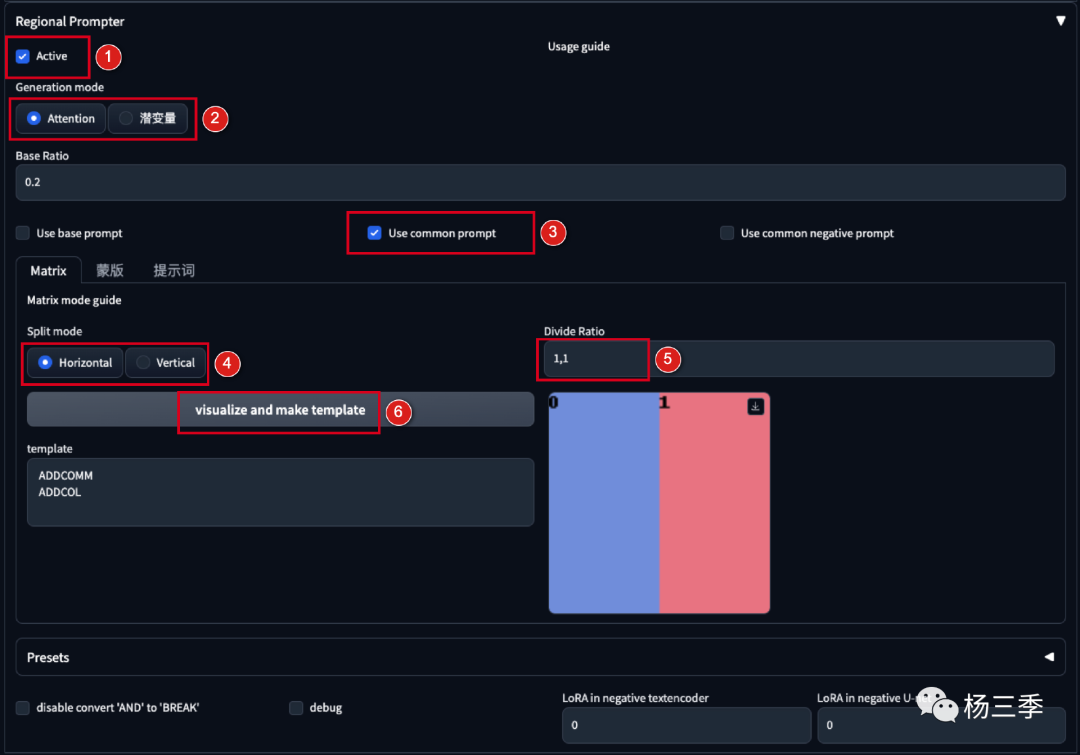 Regional Prompter
Active
1
Usage guide
Generation mode
Attention
潜变量
2
Base Ratio
0.2
Use base prompt
Use common prompt
3
Use common negative prompt
Matrix
蒙版
提示词
Matrix mode guide
Split mode
Divide Ratio
Horizontal
Vertical
4
1,1
5
visualize and make template
6
0
1
template
ADDCOMM
ADDCOL
Presets
disable convert 'AND' to 'BREAK'
debug
LoRA in negative textencoder
0
LoRA in negative U-
0
杨三季